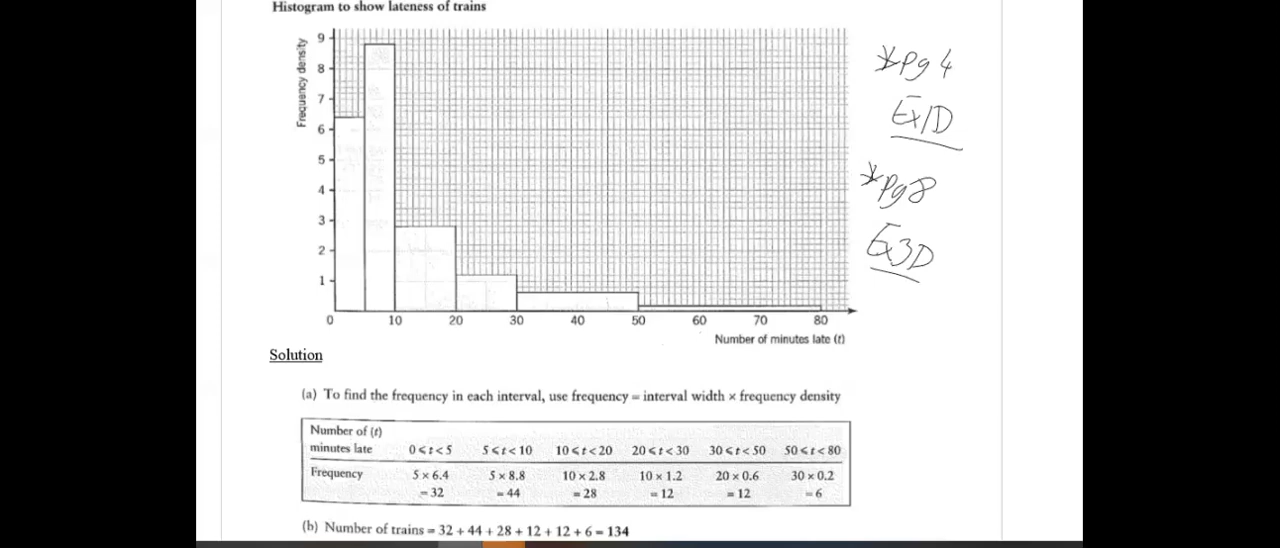 Histogram to show lateness of trains
Frequency density
9
8
7
6
5
4
3
2
1
0 10 20 30 40 50 60 70 80
Number of minutes late (t)
*Pg 4
Ex1D
*Pg 8
Ex3D
Solution
(a) To find the frequency in each interval, use frequency = interval width × frequency density
Number of (t)
minutes late 0 ≤ t < 5 5 ≤ t < 10 10 ≤ t < 20 20 ≤ t < 30 30 ≤ t < 50 50 ≤ t < 80
Frequency 5 × 6.4 5 × 8.8 10 × 2.8 10 × 1.2 20 × 0.6 30 × 0.2
= 32 = 44 = 28 = 12 = 12 = 6
(b) Number of trains = 32 + 44 + 28 + 12 + 12 + 6 = 134